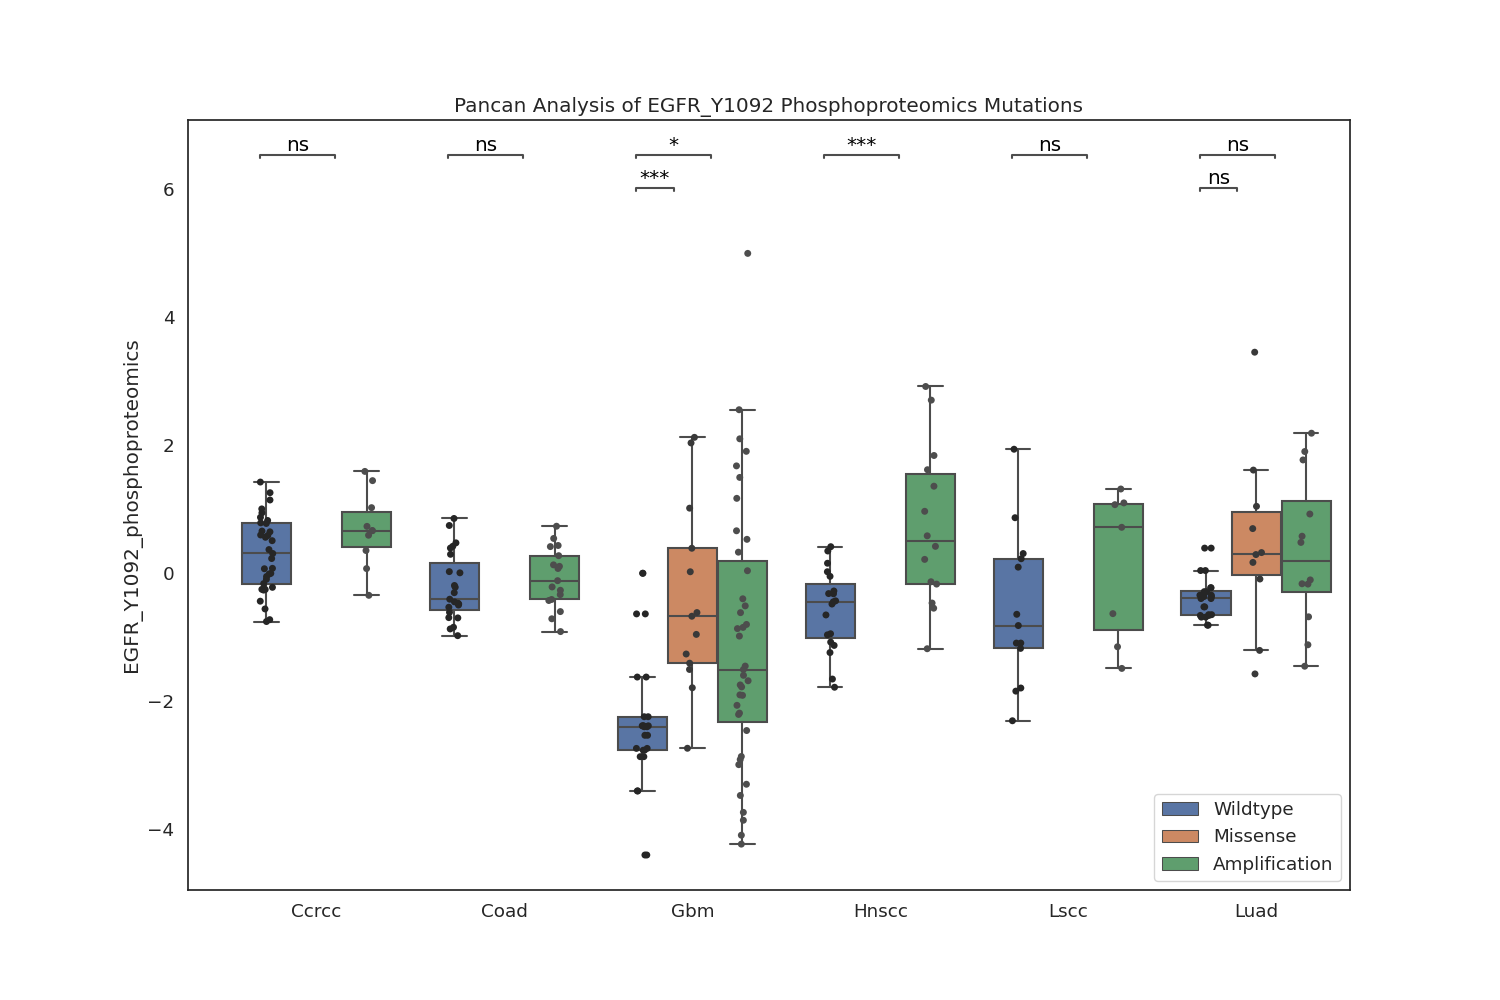 Pancan Analysis of EGFR_Y1092 Phosphoproteomics Mutations
ns
ns
*
***
ns
ns
***
ns
6
4
2
0
−2
−4
EGFR_Y1092_phosphoproteomics
Wildtype
Missense
Amplification
Ccrcc
Coad
Gbm
Hnscc
Lscc
Luad